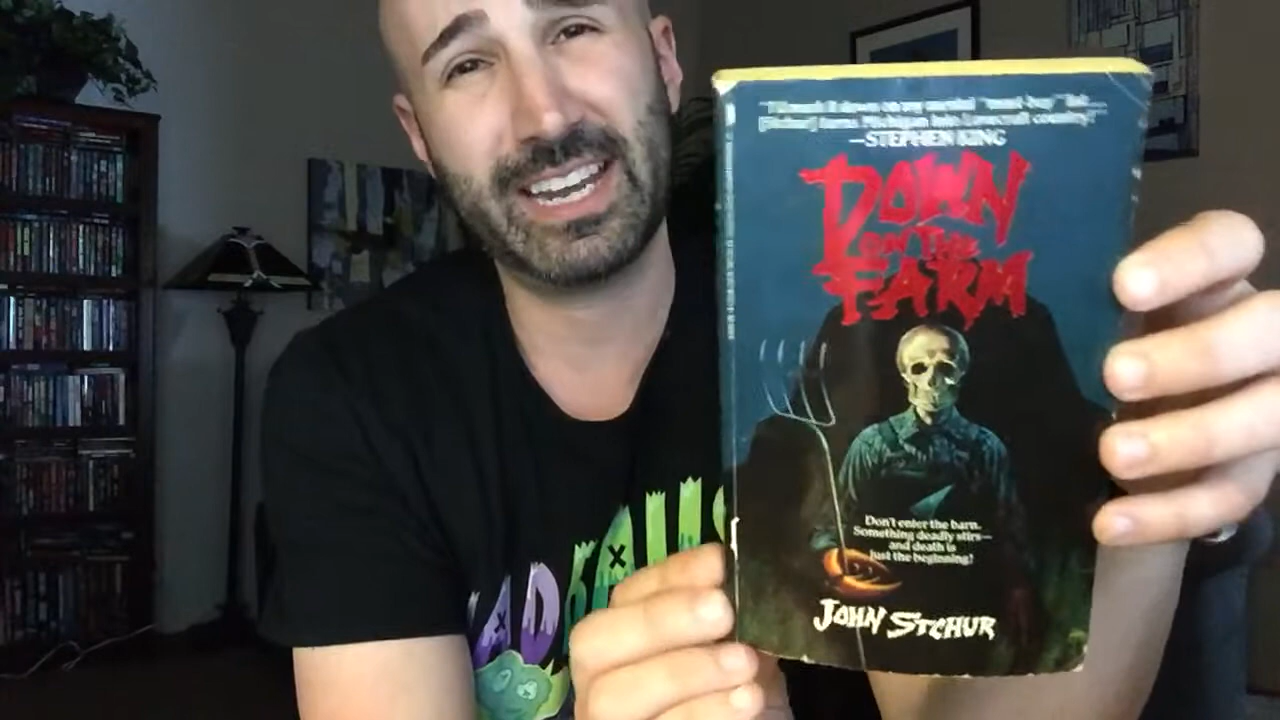 "I found it down on my mental "must-buy" list....
[Stchur] turns Michigan into Lovecraft country!"
—STEPHEN KING
DOWN
ON THE
FARM
Don't enter the barn.
Something deadly stirs—
and death is
just the beginning!
JOHN STCHUR